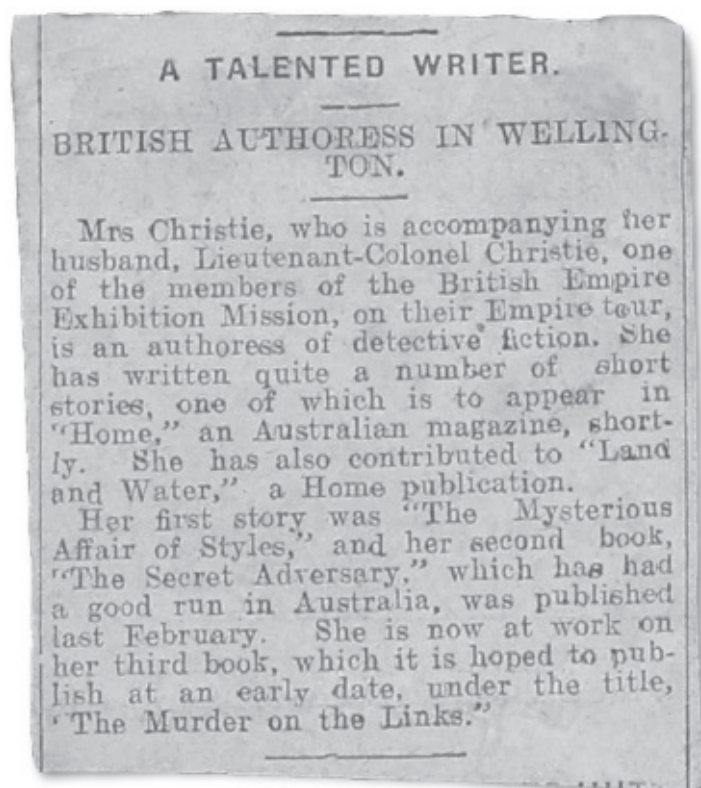 A TALENTED WRITER.
BRITISH AUTHORESS IN WELLING-
TON.
Mrs Christie, who is accompanying her
husband, Lieutenant-Colonel Christie, one
of the members of the British Empire
Exhibition Mission, on their Empire tour,
is an authoress of detective fiction. She
has written quite a number of short
stories, one of which is to appear in
"Home," an Australian magazine, short-
ly. She has also contributed to "Land
and Water," a Home publication.
Her first story was "The Mysterious
Affair of Styles," and her second book,
"The Secret Adversary," which has had
a good run in Australia, was published
last February. She is now at work on
her third book, which it is hoped to pub-
lish at an early date, under the title,
"The Murder on the Links."